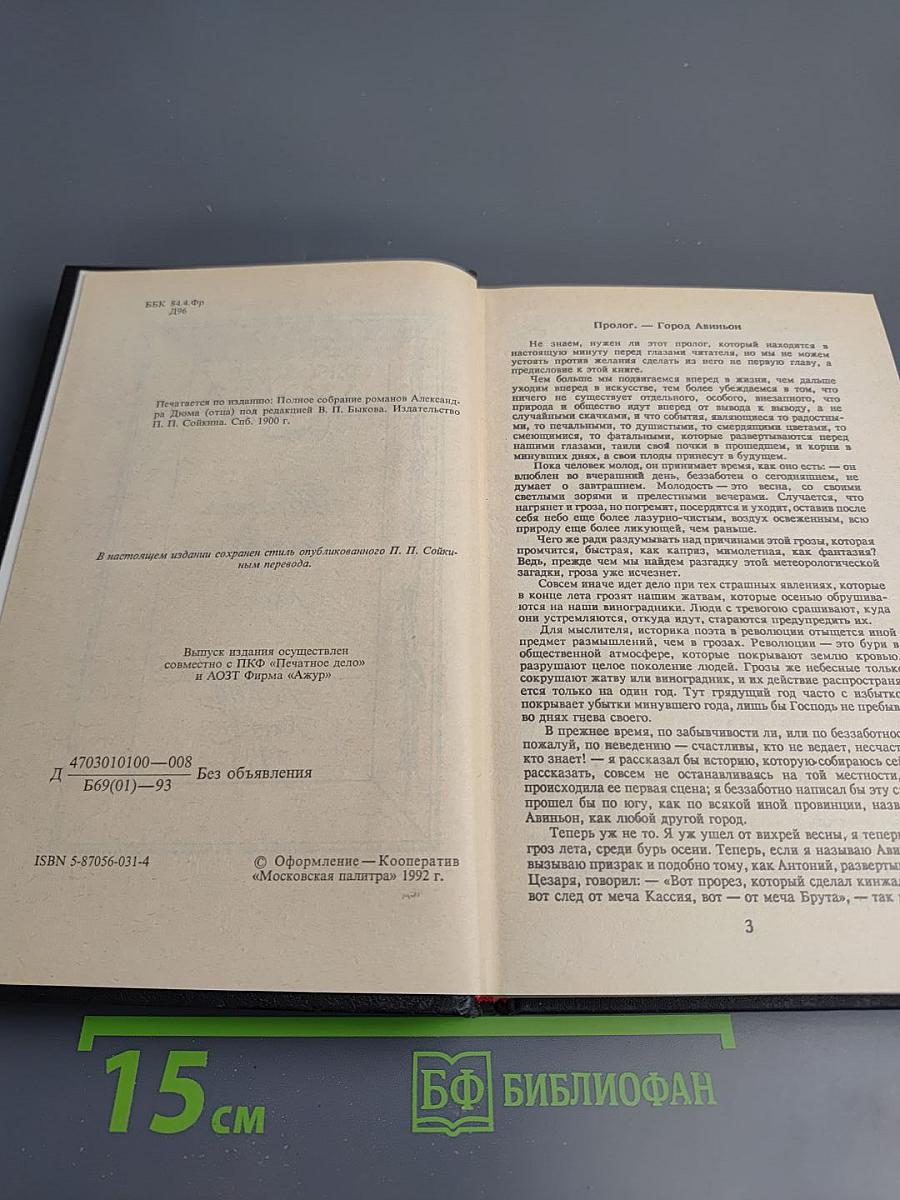 ББК 84.4.Фр
Д96
Печатается по изданию: Полное собрание романов Александ-
ра Дюма (отца) под редакцией В. П. Быкова. Издательство
П. П. Сойкина. Спб. 1900 г.
В настоящем издании сохранен стиль опубликованного П. П. Сойки-
ным перевода.
Выпуск издания осуществлен
совместно с ПКФ «Печатное дело»
и АОЗТ Фирма «Ажур»
Д 4703010100—008 Без объявления
Б69(01)—93
ISBN 5-87056-031-4
© Оформление — Кооператив
«Московская палитра» 1992 г.
Пролог. — Город Авиньон
Не знаем, нужен ли этот пролог, который находится в
настоящую минуту перед глазами читателя, но мы не можем
устоять против желания сделать из него не первую главу, а
предисловие к этой книге.
Чем больше мы подвигаемся вперед в жизни, чем дальше
уходим вперед в искусстве, тем более убеждаемся в том, что
ничего не существует отдельного, особого, внезапного, что
природа и общество идут вперед от вывода к выводу, а не
случайными скачками, и что события, являющиеся то радостны-
ми, то печальными, то душистыми, то смердящими цветами, то
смеющимися, то фатальными, которые развертываются перед
нашими глазами, таили свой почки в прошедшем, и корни в
минувших днях, а свои плоды принесут в будущем.
Пока человек молод, он принимает время, как оно есть: — он
влюблен во вчерашний день, беззаботен о сегодняшнем, не
думает о завтрашнем. Молодость — это весна, со своими
светлыми зорями и прелестными вечерами. Случается, что
нагрянет и гроза, но погремит, посердится и уходит, оставив после
себя небо еще более лазурно-чистым, воздух освеженным, всю
природу еще более ликующей, чем раньше.
Чего же ради раздумывать над причинами этой грозы, которая
промчится, быстрая, как каприз, мимолетная, как фантазия?
Ведь, прежде чем мы найдем разгадку этой метеорологической
загадки, гроза уже исчезнет.
Совсем иначе идет дело при тех страшных явлениях, которые
в конце лета грозят нашим жатвам, которые осенью обрушива-
ются на наши виноградники. Люди с тревогою срашивают, куда
они устремляются, откуда идут, стараются предупредить их.
Для мыслителя, историка поэта в революции отыщется иной
предмет размышлений, чем в грозах. Революции — это бури в
общественной атмосфере, которые покрывают землю кровью,
разрушают целое поколение людей. Грозы же небесные только
сокрушают жатву или виноградник, и их действие распространя
ется только на один год. Тут грядущий год часто с избытко
покрывает убытки минувшего года, лишь бы Господь не пребыв
во днях гнева своего.
В прежнее время, по забывчивости ли, или по беззаботнос
пожалуй, по неведению — счастливы, кто не ведает, несчаст
кто знает! — я рассказал бы историю, которую собираюсь сей
рассказать, совсем не останавливаясь на той местности,
происходила ее первая сцена; я беззаботно написал бы эту с
прошел бы по югу, как по всякой иной провинции, назв
Авиньон, как любой другой город.
Теперь уж не то. Я уж ушел от вихрей весны, я тепер
гроз лета, среди бурь осени. Теперь, если я называю Ави
вызываю призрак и подобно тому, как Антоний, разверты
Цезаря, говорил: — «Вот прорез, который сделал кинжал
вот след от меча Кассия, вот — от меча Брута», — так
3
15 см
БФ БИБЛИОФАН